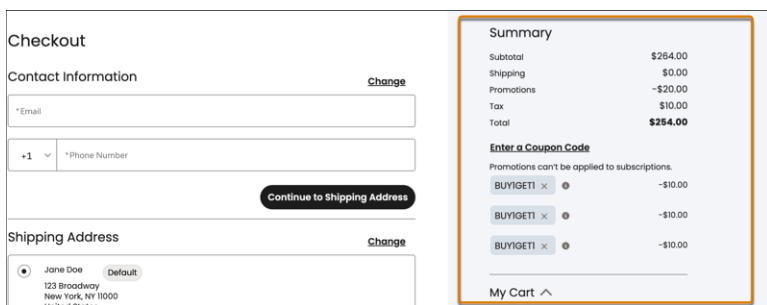 Checkout
Contact Information
Change
*Email
+1
*Phone Number
Continue to Shipping Address
Shipping Address
Change
Jane Doe
Default
123 Broadway
New York, NY 11000
United States
Summary
Subtotal $264.00
Shipping $0.00
Promotions -$20.00
Tax $10.00
Total $254.00
Enter a Coupon Code
Promotions can't be applied to subscriptions.
BUY1GET1 × -$10.00
BUY1GET1 × -$10.00
BUY1GET1 × -$10.00
My Cart